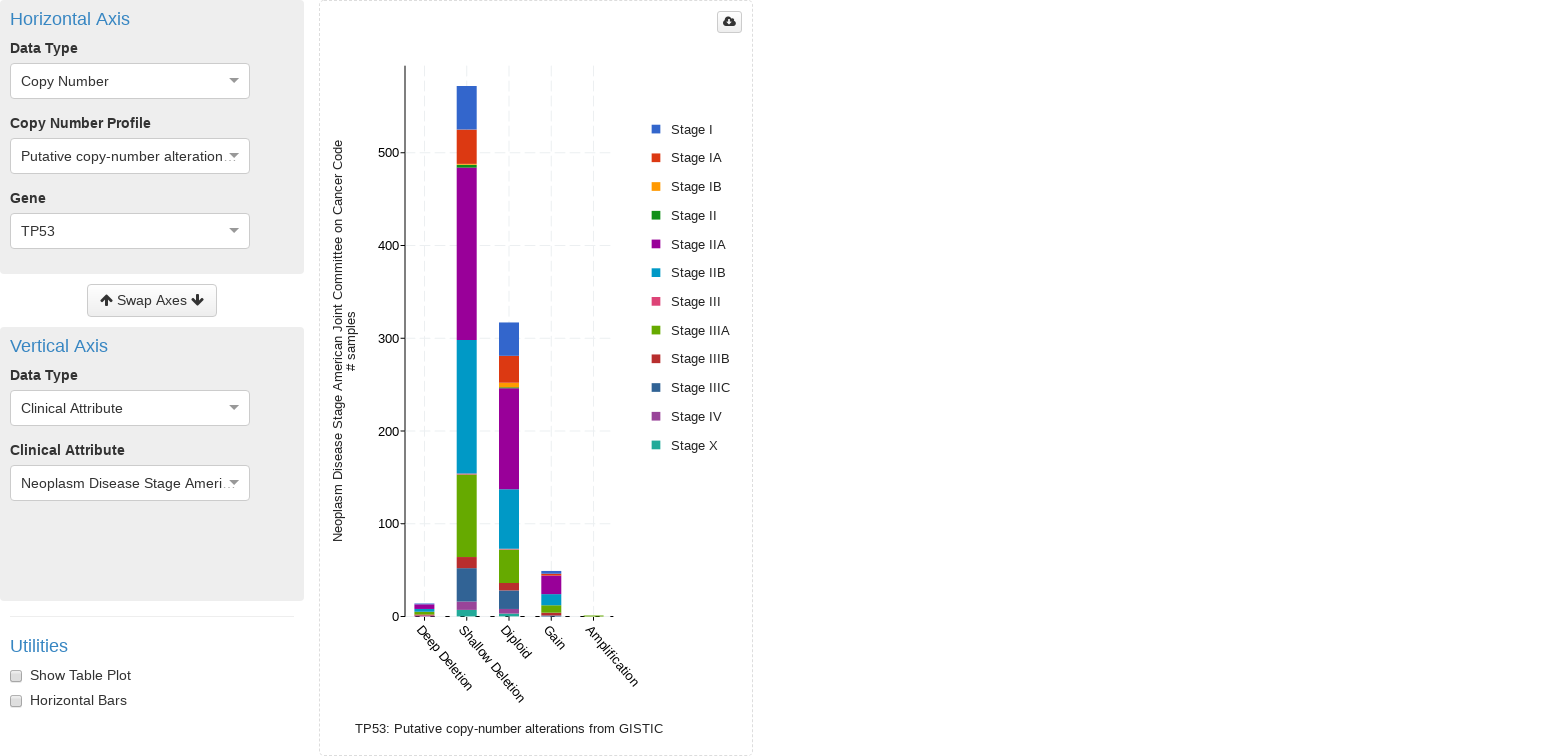 Horizontal Axis
Data Type
Copy Number
Copy Number Profile
Putative copy-number alteration...
Gene
TP53
Swap Axes
Vertical Axis
Data Type
Clinical Attribute
Clinical Attribute
Neoplasm Disease Stage Ameri...
Utilities
Show Table Plot
Horizontal Bars
Neoplasm Disease Stage American Joint Committee on Cancer Code
# samples
500
400
300
200
100
0
Deep Deletion
Shallow Deletion
Diploid
Gain
Amplification
TP53: Putative copy-number alterations from GISTIC
Stage I
Stage IA
Stage IB
Stage II
Stage IIA
Stage IIB
Stage III
Stage IIIA
Stage IIIB
Stage IIIC
Stage IV
Stage X